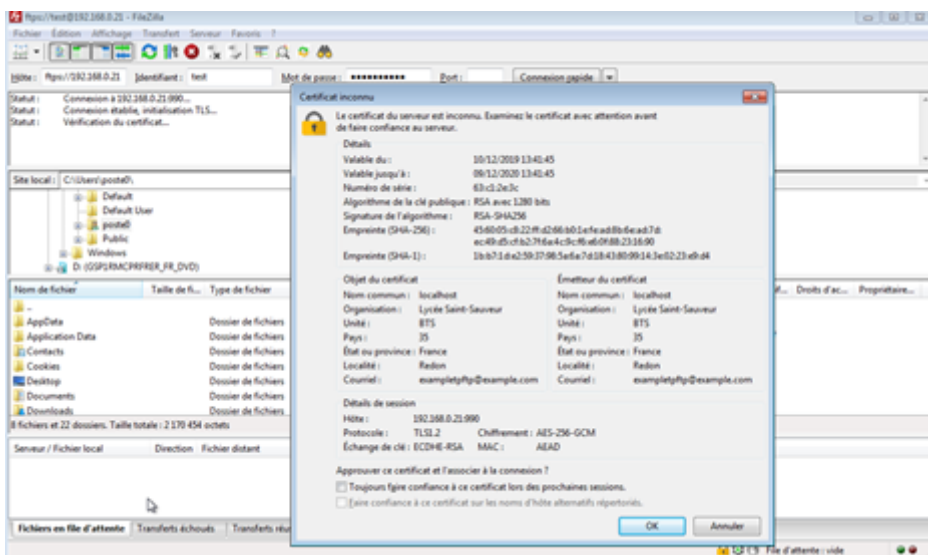 ftps://test@192.168.0.21 - FileZilla
Fichier Édition Affichage Transfert Serveur Favoris ?
Hôte : ftps://192.168.0.21 Identifiant : test Mot de passe : •••••••••• Port : Connexion rapide
Statut : Connexion à 192.168.0.21:990...
Statut : Connexion établie, initialisation TLS...
Statut : Vérification du certificat...
Site local : C:\Users\poste0\
Default
Default User
poste0
Public
Windows
D: (GSP1RMCPRFRER_FR_DVD)
Nom de fichier Taille de fi... Type de fichier
..
AppData Dossier de fichiers
Application Data Dossier de fichiers
Contacts Dossier de fichiers
Cookies Dossier de fichiers
Desktop Dossier de fichiers
Documents Dossier de fichiers
Downloads Dossier de fichiers
8 fichiers et 22 dossiers. Taille totale : 2 170 454 octets
Serveur / Fichier local Direction Fichier distant
Fichiers en file d'attente Transferts échoués Transferts
Droits d'ac... Propriétaire...
File d'attente : vide
Certificat inconnu
Le certificat du serveur est inconnu. Examinez le certificat avec attention avant
de faire confiance au serveur.
Détails
Valable du : 10/12/2019 13:41:45
Valable jusqu'à : 09/12/2020 13:41:45
Numéro de série : 63:c1:2e:3c
Algorithme de la clé publique : RSA avec 1280 bits
Signature de l'algorithme : RSA-SHA256
Empreinte (SHA-256) :
Empreinte (SHA-1) :
Objet du certificat
Nom commun : localhost
Organisation : Lycée Saint-Sauveur
Unité : BTS
Pays : 35
État ou province : France
Localité : Redon
Courriel : exampletpftp@example.com
Émetteur du certificat
Nom commun : localhost
Organisation : Lycée Saint-Sauveur
Unité : BTS
Pays : 35
État ou province : France
Localité : Redon
Courriel : exampletpftp@example.com
Détails de session
Hôte : 192.168.0.21:990
Protocole : TLS1.2 Chiffrement : AES-256-GCM
Échange de clé : ECDHE-RSA MAC : AEAD
Approuver ce certificat et l'associer à la connexion ?
Toujours faire confiance à ce certificat lors des prochaines sessions.
Faire confiance à ce certificat sur les noms d'hôte alternatifs répertoriés.
OK Annuler